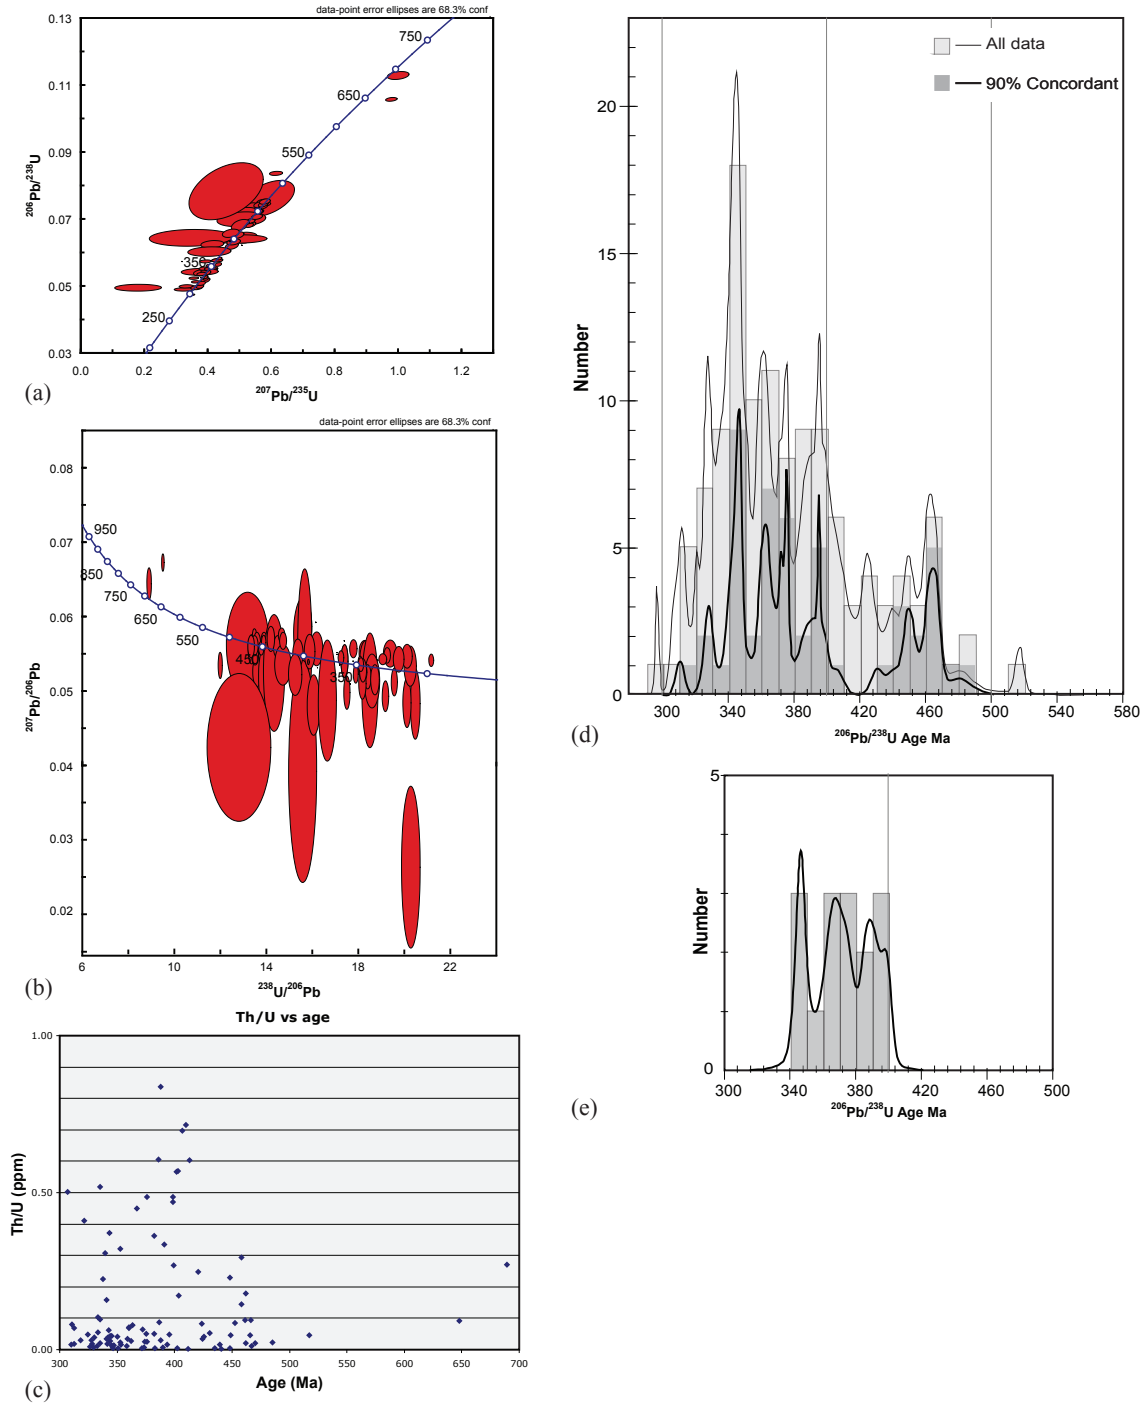 data-point error ellipses are 68.3% conf
0.13
0.11
0.09
0.07
0.05
0.03
206Pb/238U
750
650
550
350
250
0.0 0.2 0.4 0.6 0.8 1.0 1.2
207Pb/235U
(a)
data-point error ellipses are 68.3% conf
0.08
0.07
0.06
0.05
0.04
0.03
0.02
207Pb/206Pb
950
850
750
650
550
450
350
6 10 14 18 22
238U/206Pb
(b)
Th/U vs age
1.00
0.50
0.00
Th/U (ppm)
300 350 400 450 500 550 600 650 700
Age (Ma)
(c)
All data
90% Concordant
20
15
10
5
0
Number
300 340 380 420 460 500 540 580
206Pb/238U Age Ma
(d)
5
0
Number
300 340 380 420 460 500
206Pb/238U Age Ma
(e)